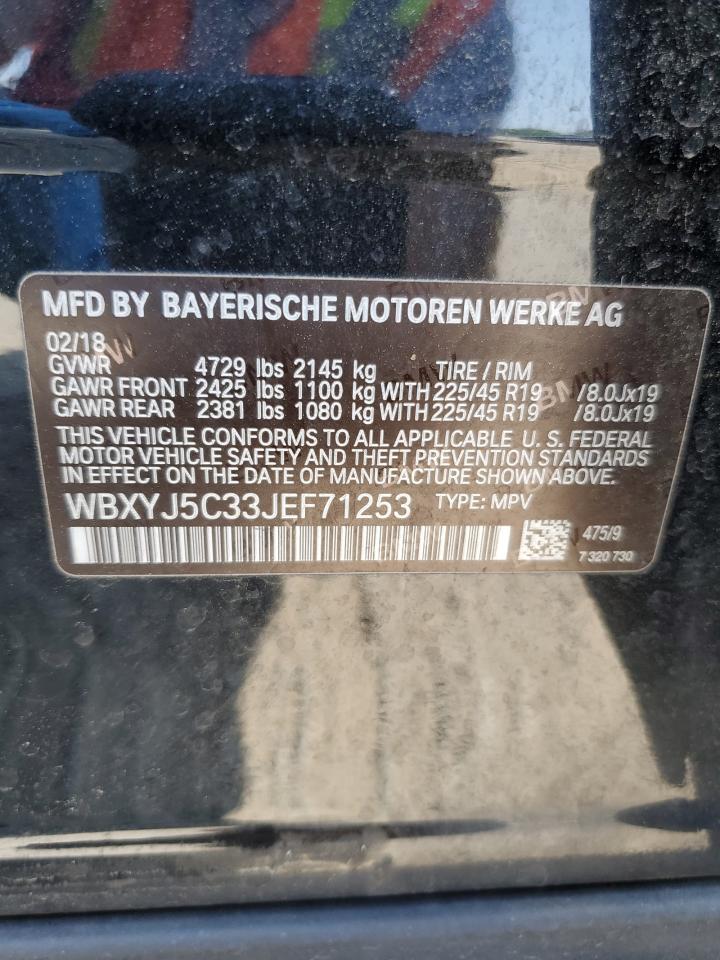 MFD BY BAYERISCHE MOTOREN WERKE AG
02/18
GVWR 4729 lbs 2145 kg TIRE / RIM
GAWR FRONT 2425 lbs 1100 kg WITH 225/45 R19 /8.0Jx19
GAWR REAR 2381 lbs 1080 kg WITH 225/45 R19 /8.0Jx19
THIS VEHICLE CONFORMS TO ALL APPLICABLE U. S. FEDERAL
MOTOR VEHICLE SAFETY AND THEFT PREVENTION STANDARDS
IN EFFECT ON THE DATE OF MANUFACTURE SHOWN ABOVE.
WBXYJ5C33JEF71253 TYPE: MPV
475/9
7 320 730